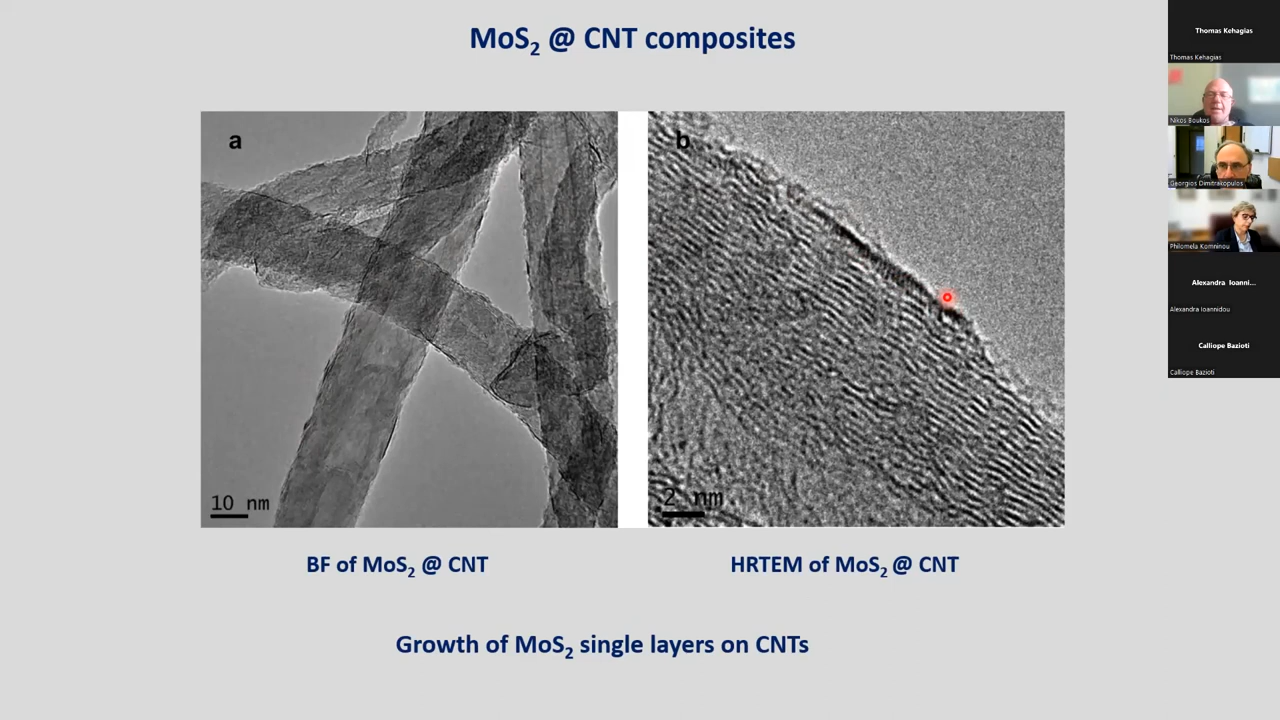 MoS₂ @ CNT composites
a
b
10 nm
2 nm
BF of MoS₂ @ CNT
HRTEM of MoS₂ @ CNT
Growth of MoS₂ single layers on CNTs
Thomas Kehagias
Thomas Kehagias
Nikos Boukos
Georgios Dimitrakopulos
Philomela Komninou
Alexandra Ioanni...
Alexandra Ioannidou
Calliope Bazioti
Calliope Bazioti